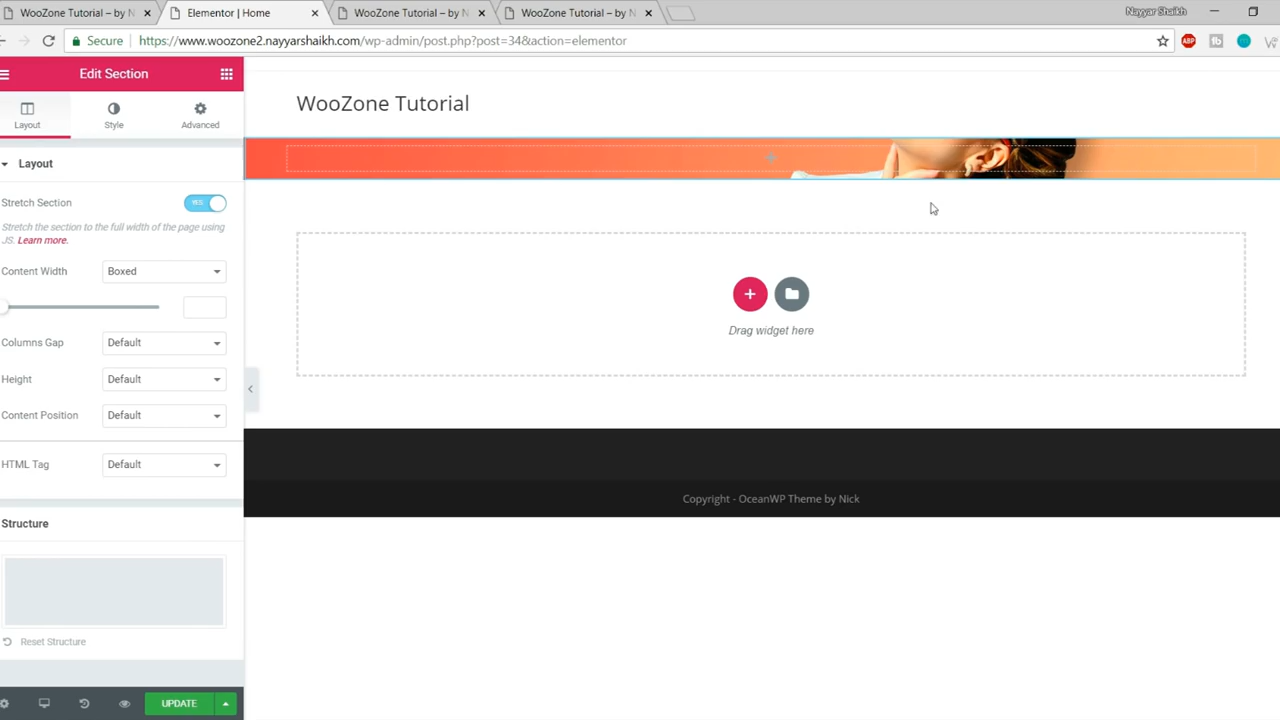 WooZone Tutorial – by N
Elementor | Home
WooZone Tutorial – by N
WooZone Tutorial – by N
Nayyar Shaikh
Secure
https://www.woozone2.nayyarshaikh.com/wp-admin/post.php?post=34&action=elementor
ABP
Edit Section
Layout
Style
Advanced
Layout
Stretch Section
YES
Stretch the section to the full width of the page using
JS. Learn more.
Content Width
Boxed
Columns Gap
Default
Height
Default
Content Position
Default
HTML Tag
Default
Structure
Reset Structure
UPDATE
WooZone Tutorial
Drag widget here
Copyright - OceanWP Theme by Nick